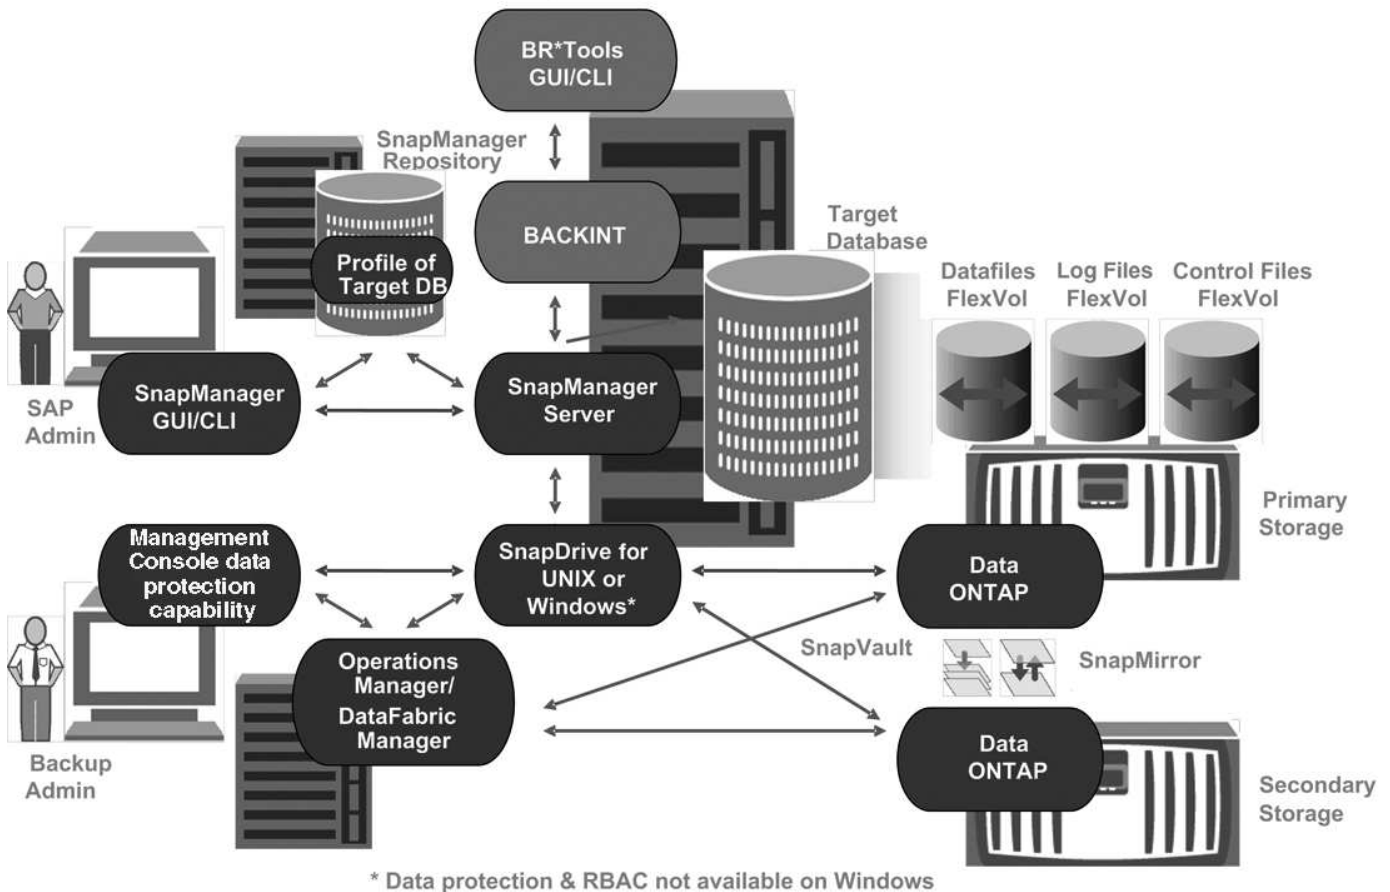 BR*Tools
GUI/CLI
SnapManager
Repository
BACKINT
Target
Database
Profile of
Target DB
Datafiles
FlexVol
Log Files
FlexVol
Control Files
FlexVol
SAP
Admin
SnapManager
GUI/CLI
SnapManager
Server
Primary
Storage
Management
Console data
protection
capability
SnapDrive for
UNIX or
Windows*
Data
ONTAP
SnapVault
SnapMirror
Operations
Manager/
DataFabric
Manager
Backup
Admin
Data
ONTAP
Secondary
Storage
* Data protection & RBAC not available on Windows